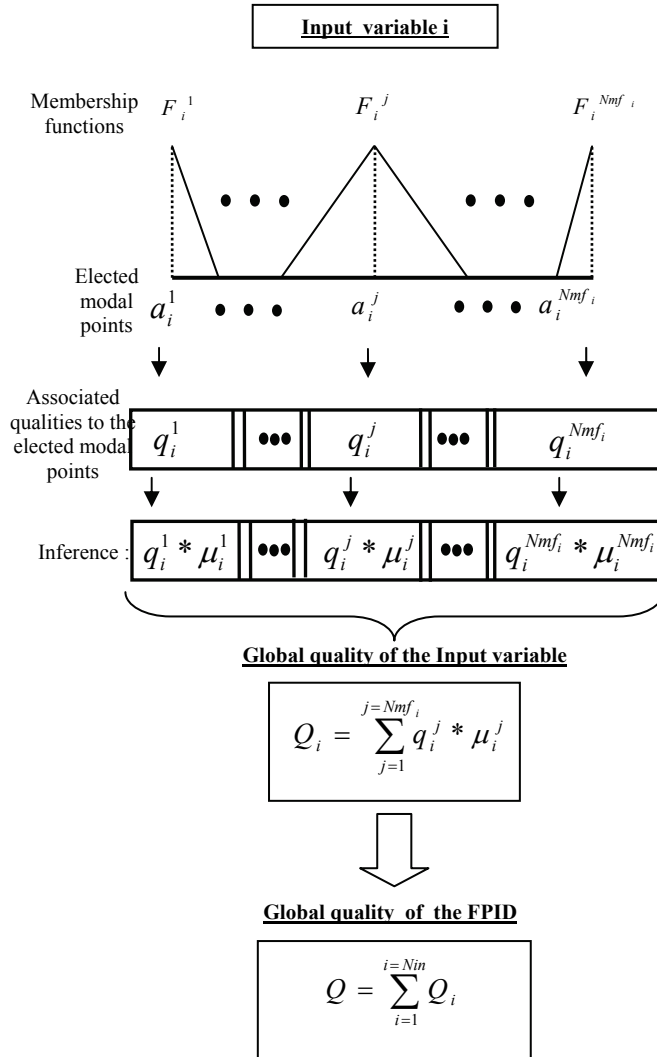 Input variable i
Membership functions
F_i^1 F_i^j F_i^{Nmf_i}
• • • • • •
Elected modal points
a_i^1 • • • a_i^j • • • a_i^{Nmf_i}
Associated qualities to the elected modal points
q_i^1 ••• q_i^j ••• q_i^{Nmf_i}
Inference :
q_i^1 * μ_i^1 ••• q_i^j * μ_i^j ••• q_i^{Nmf_i} * μ_i^{Nmf_i}
Global quality of the Input variable
Q_i = \sum_{j=1}^{j=Nmf_i} q_i^j * μ_i^j
Global quality of the FPID
Q = \sum_{i=1}^{i=Nin} Q_i